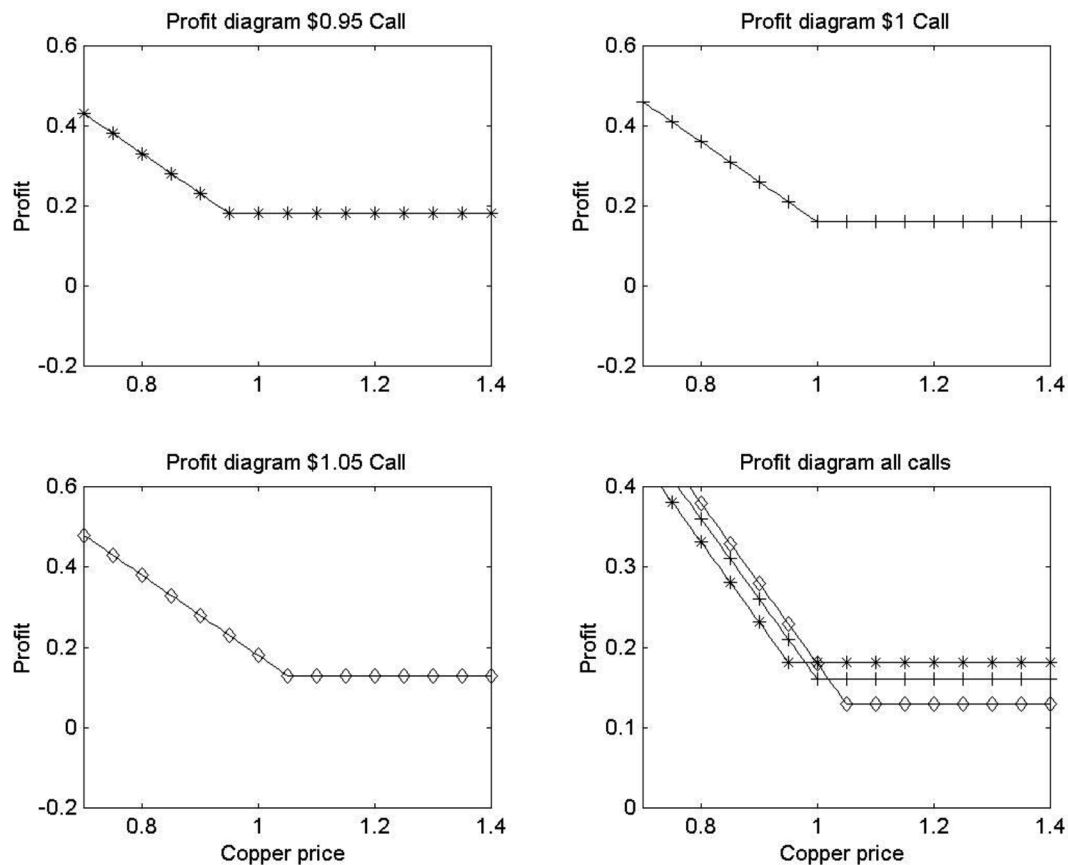 Profit diagram $0.95 Call
0.6
0.4
0.2
0
-0.2
Profit
0.8 1 1.2 1.4
Profit diagram $1 Call
0.6
0.4
0.2
0
-0.2
Profit
0.8 1 1.2 1.4
Profit diagram $1.05 Call
0.6
0.4
0.2
0
-0.2
Profit
0.8 1 1.2 1.4
Copper price
Profit diagram all calls
0.4
0.3
0.2
0.1
0
Profit
0.8 1 1.2 1.4
Copper price